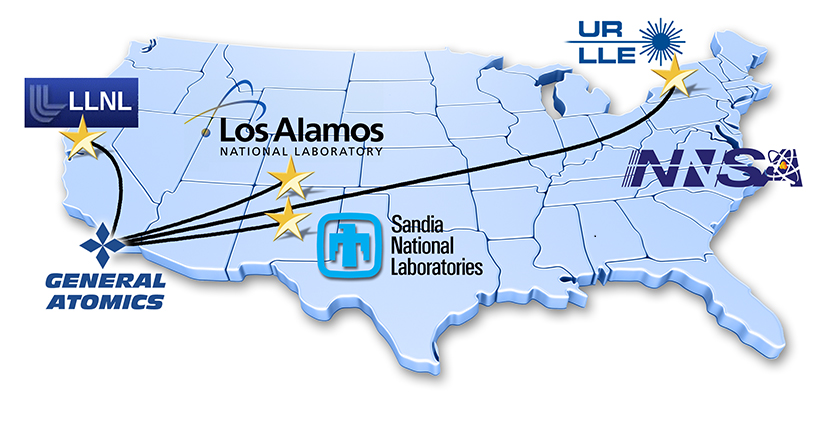 UR
LLE
LLNL
Los Alamos
NATIONAL LABORATORY
NNSA
Sandia
National
Laboratories
GENERAL
ATOMICS